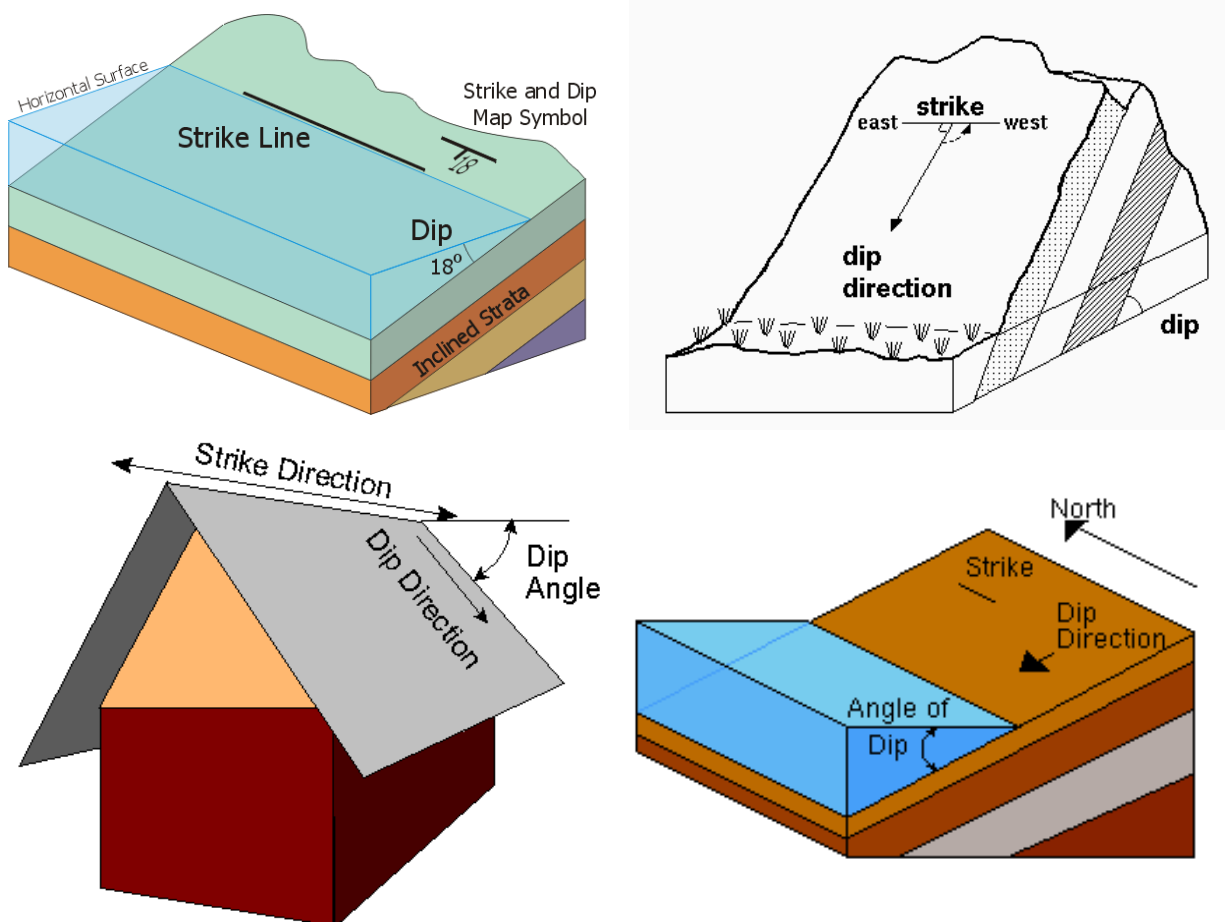 Horizontal Surface
Strike and Dip
Map Symbol
Strike Line
18
Dip
18°
Inclined Strata
strike
east
west
dip
direction
dip
Strike Direction
Dip Direction
Dip
Angle
North
Strike
Dip
Direction
Angle of
Dip